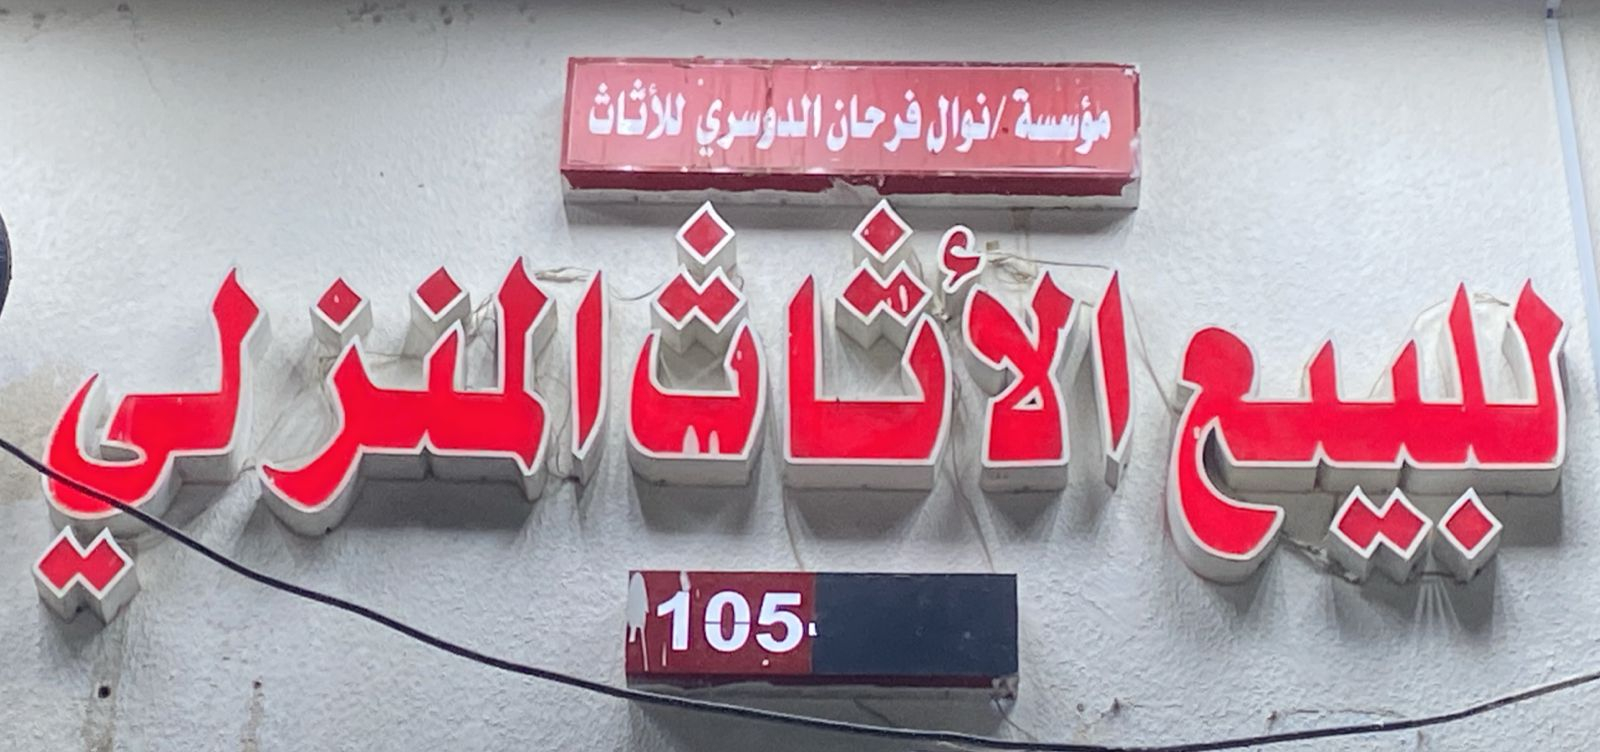 مؤسسة / نوال فرحان الدوسري للأثاث
للبيع الأثاث المنزلي
105